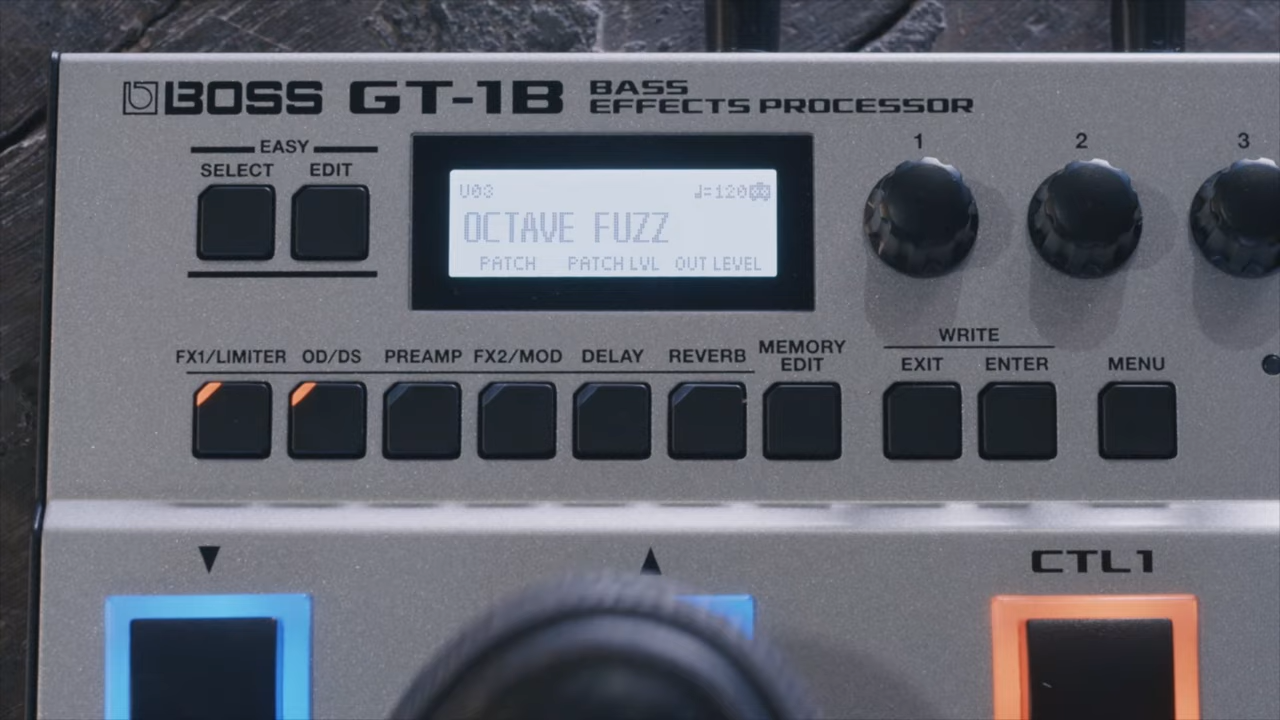 BOSS GT-1B BASS EFFECTS PROCESSOR
EASY
SELECT EDIT
1 2 3
U03 ♩=120
OCTAVE FUZZ
PATCH PATCH LVL OUT LEVEL
FX1/LIMITER OD/DS PREAMP FX2/MOD DELAY REVERB MEMORY EDIT
WRITE
EXIT ENTER MENU
▼ ▲ CTL1